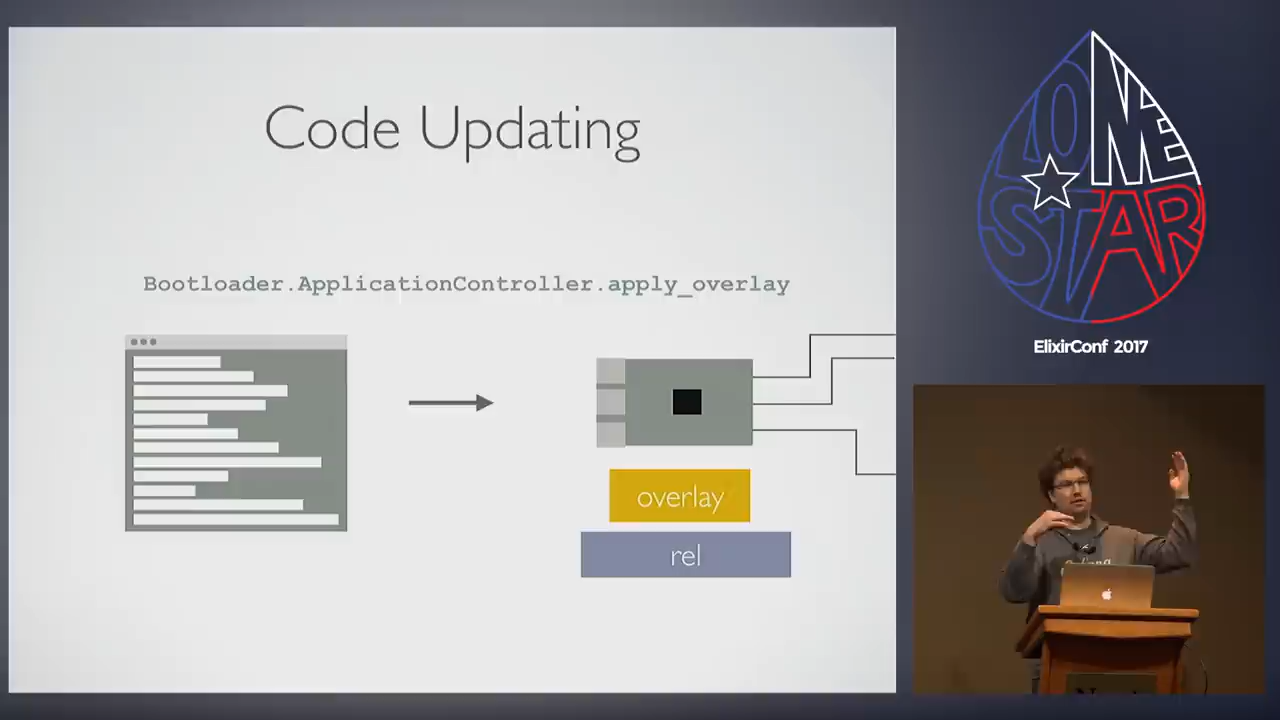 Code Updating
Bootloader.ApplicationController.apply_overlay
overlay
rel
LONE
STAR
ElixirConf 2017